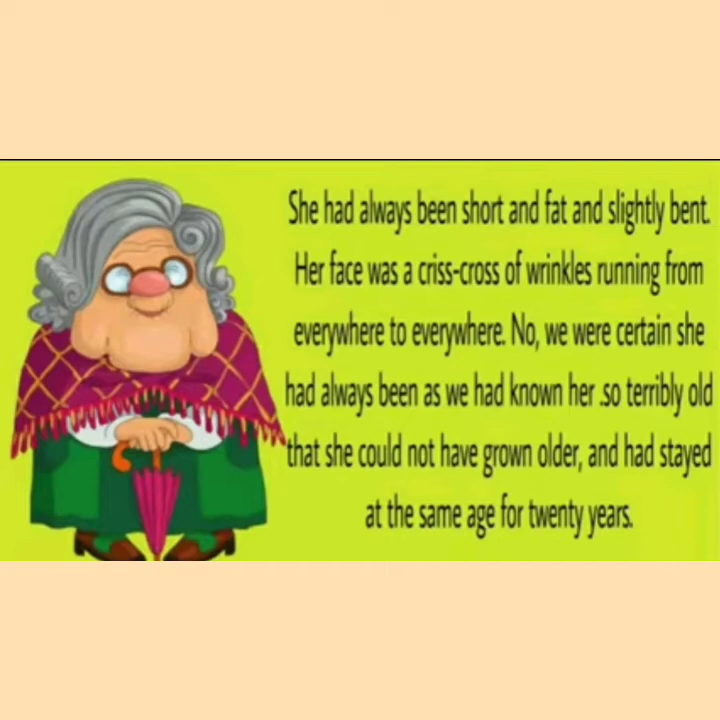 She had always been short and fat and slightly bent.
Her face was a criss-cross of wrinkles running from
everywhere to everywhere. No, we were certain she
had always been as we had known her .so terribly old
that she could not have grown older, and had stayed
at the same age for twenty years.